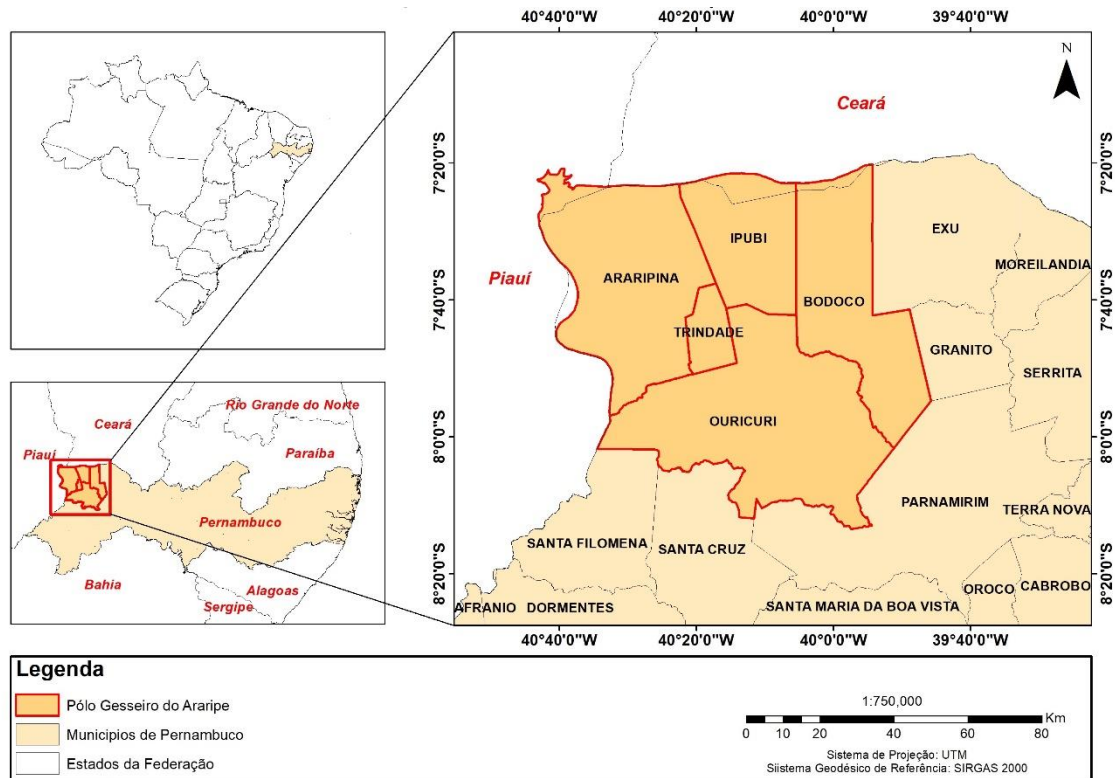 40°40'0"W 40°20'0"W 40°0'0"W 39°40'0"W
N
Ceará
7°20'0"S
7°20'0"S
IPUBI
EXU
MOREILANDIA
ARARIPINA
Piauí
BODOCO
7°40'0"S
7°40'0"S
TRINDADE
GRANITO
SERRITA
OURICURI
8°0'0"S
8°0'0"S
PARNAMIRIM
TERRA NOVA
SANTA FILOMENA
SANTA CRUZ
8°20'0"S
8°20'0"S
OROCO
CABROBO
AFRANIO
DORMENTES
SANTA MARIA DA BOA VISTA
40°40'0"W 40°20'0"W 40°0'0"W 39°40'0"W
Rio Grande do Norte
Ceará
Piauí
Paraíba
Pernambuco
Bahia
Alagoas
Sergipe
Legenda
Pólo Gesseiro do Araripe
Municipios de Pernambuco
Estados da Federação
1:750,000
Km
0 10 20 40 60 80
Sistema de Projeção: UTM
Siistema Geodésico de Referência: SIRGAS 2000